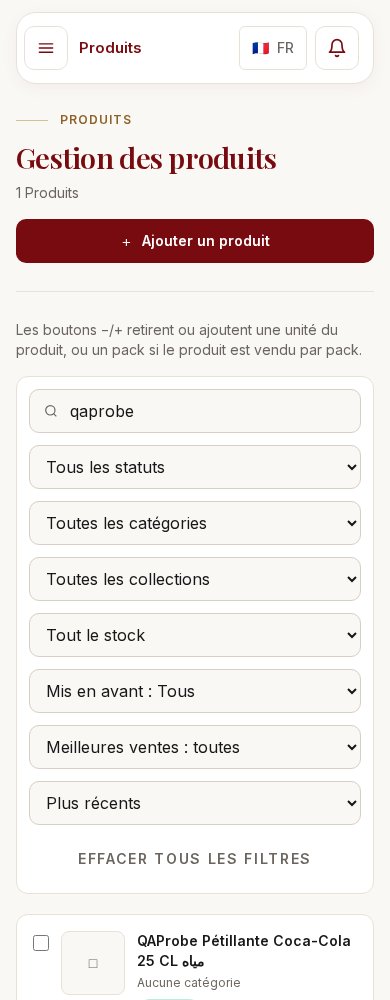 Produits
FR
PRODUITS
Gestion des produits
1 Produits
+ Ajouter un produit
Les boutons −/+ retirent ou ajoutent une unité du
produit, ou un pack si le produit est vendu par pack.
qaprobe
Tous les statuts
Toutes les catégories
Toutes les collections
Tout le stock
Mis en avant : Tous
Meilleures ventes : toutes
Plus récents
EFFACER TOUS LES FILTRES
QAProbe Pétillante Coca-Cola
25 CL مياه
Aucune catégorie